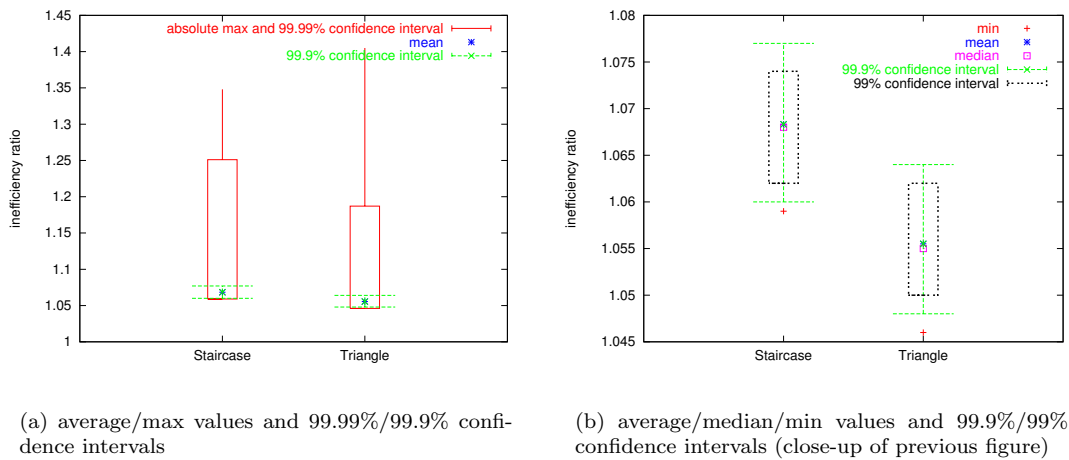 1.45
1.4
1.35
1.3
1.25
1.2
1.15
1.1
1.05
1
inefficiency ratio
absolute max and 99.99% confidence interval
mean
99.9% confidence interval
Staircase Triangle
(a) average/max values and 99.99%/99.9% confi-
dence intervals
1.08
1.075
1.07
1.065
1.06
1.055
1.05
1.045
inefficiency ratio
min
mean
median
99.9% confidence interval
99% confidence interval
Staircase Triangle
(b) average/median/min values and 99.9%/99%
confidence intervals (close-up of previous figure)